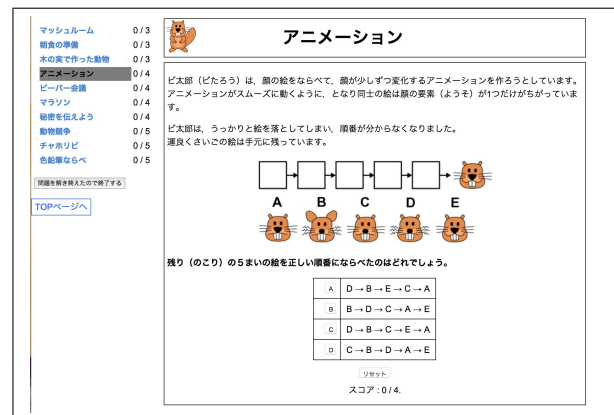 マッシュルーム 0 / 3
朝食の準備 0 / 3
木の実で作った動物 0 / 3
アニメーション 0 / 4
ビーバー会議 0 / 4
マラソン 0 / 4
秘密を伝えよう 0 / 4
動物競争 0 / 5
チャホリビ 0 / 5
色鉛筆ならべ 0 / 5
問題を解き終えたので終了する
TOPページへ
アニメーション
ビ太郎（ビたろう）は，顔の絵をならべて，顔が少しずつ変化するアニメーションを作ろうとしています。
アニメーションがスムーズに動くように，となり同士の絵は顔の要素（ようそ）が1つだけがちがっていま
す。
ビ太郎は，うっかりと絵を落としてしまい，順番が分からなくなりました。
運良くさいごの絵は手元に残っています。
A B C D E
残り（のこり）の５まいの絵を正しい順番にならべたのはどれでしょう。
A D → B → E → C → A
B B → D → C → A → E
C D → B → C → E → A
D C → B → D → A → E
リセット
スコア : 0 / 4.